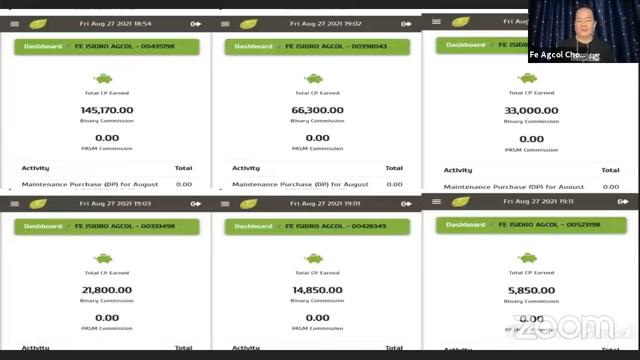 Fri Aug 27 2021 18:54
Dashboard / FE ISIDRO AGCOL - 00435198
Total CP Earned
145,170.00
Binary Commission
0.00
PASM Commission
Activity Total
Maintenance Purchase (DP) for August 0.00
Fri Aug 27 2021 19:02
Dashboard / FE ISIDRO AGCOL - 00398043
Total CP Earned
66,300.00
Binary Commission
0.00
PASM Commission
Activity Total
Maintenance Purchase (DP) for August 0.00
Fri Au
Fe Agcol
Dashboard / FE ISIDRO
Total CP Earned
33,000.00
Binary Commission
0.00
PASM Commission
Activity Total
Maintenance Purchase (DP) for August 0.00
Fri Aug 27 2021 19:03
Dashboard / FE ISIDRO AGCOL - 00333498
Total CP Earned
21,800.00
Binary Commission
0.00
PASM Commission
Activity Total
Fri Aug 27 2021 19:01
Dashboard / FE ISIDRO AGCOL - 00426349
Total CP Earned
14,850.00
Binary Commission
0.00
PASM Commission
Activity Total
Fri Aug 27 2021 19:11
Dashboard / FE ISIDRO AGCOL - 00523198
Total CP Earned
5,850.00
Binary Commission
0.00
PASM
zoom
Activity Total